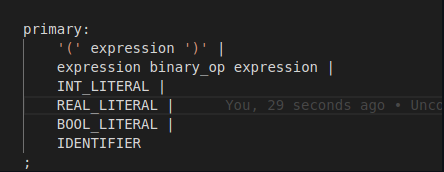 primary:
'(' expression ')' |
expression binary_op expression |
INT_LITERAL |
REAL_LITERAL | You, 29 seconds ago • Unco
BOOL_LITERAL |
IDENTIFIER
;